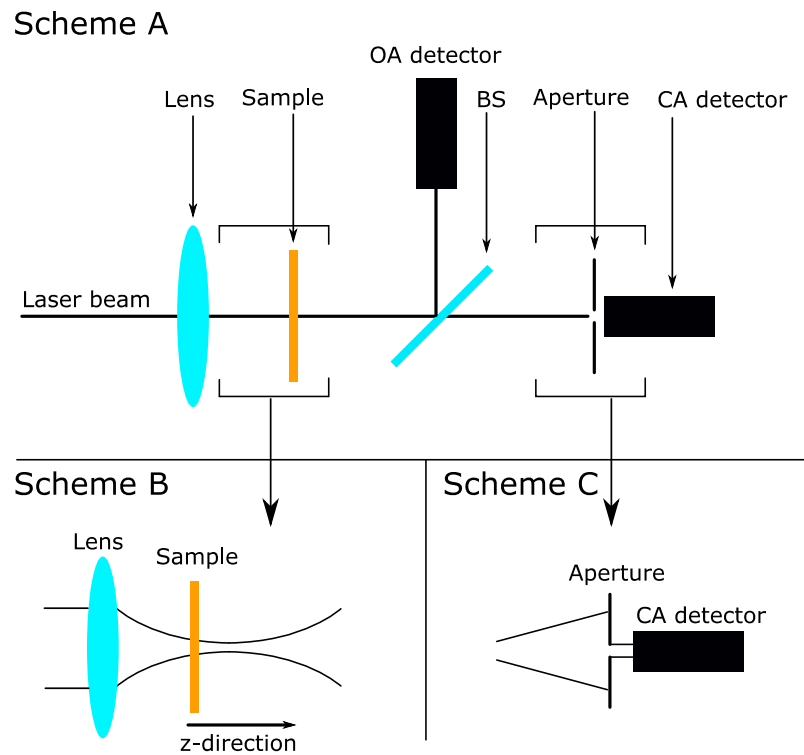 Scheme A
OA detector
Lens
Sample
BS
Aperture
CA detector
Laser beam
Scheme B
Lens
Sample
z-direction
Scheme C
Aperture
CA detector